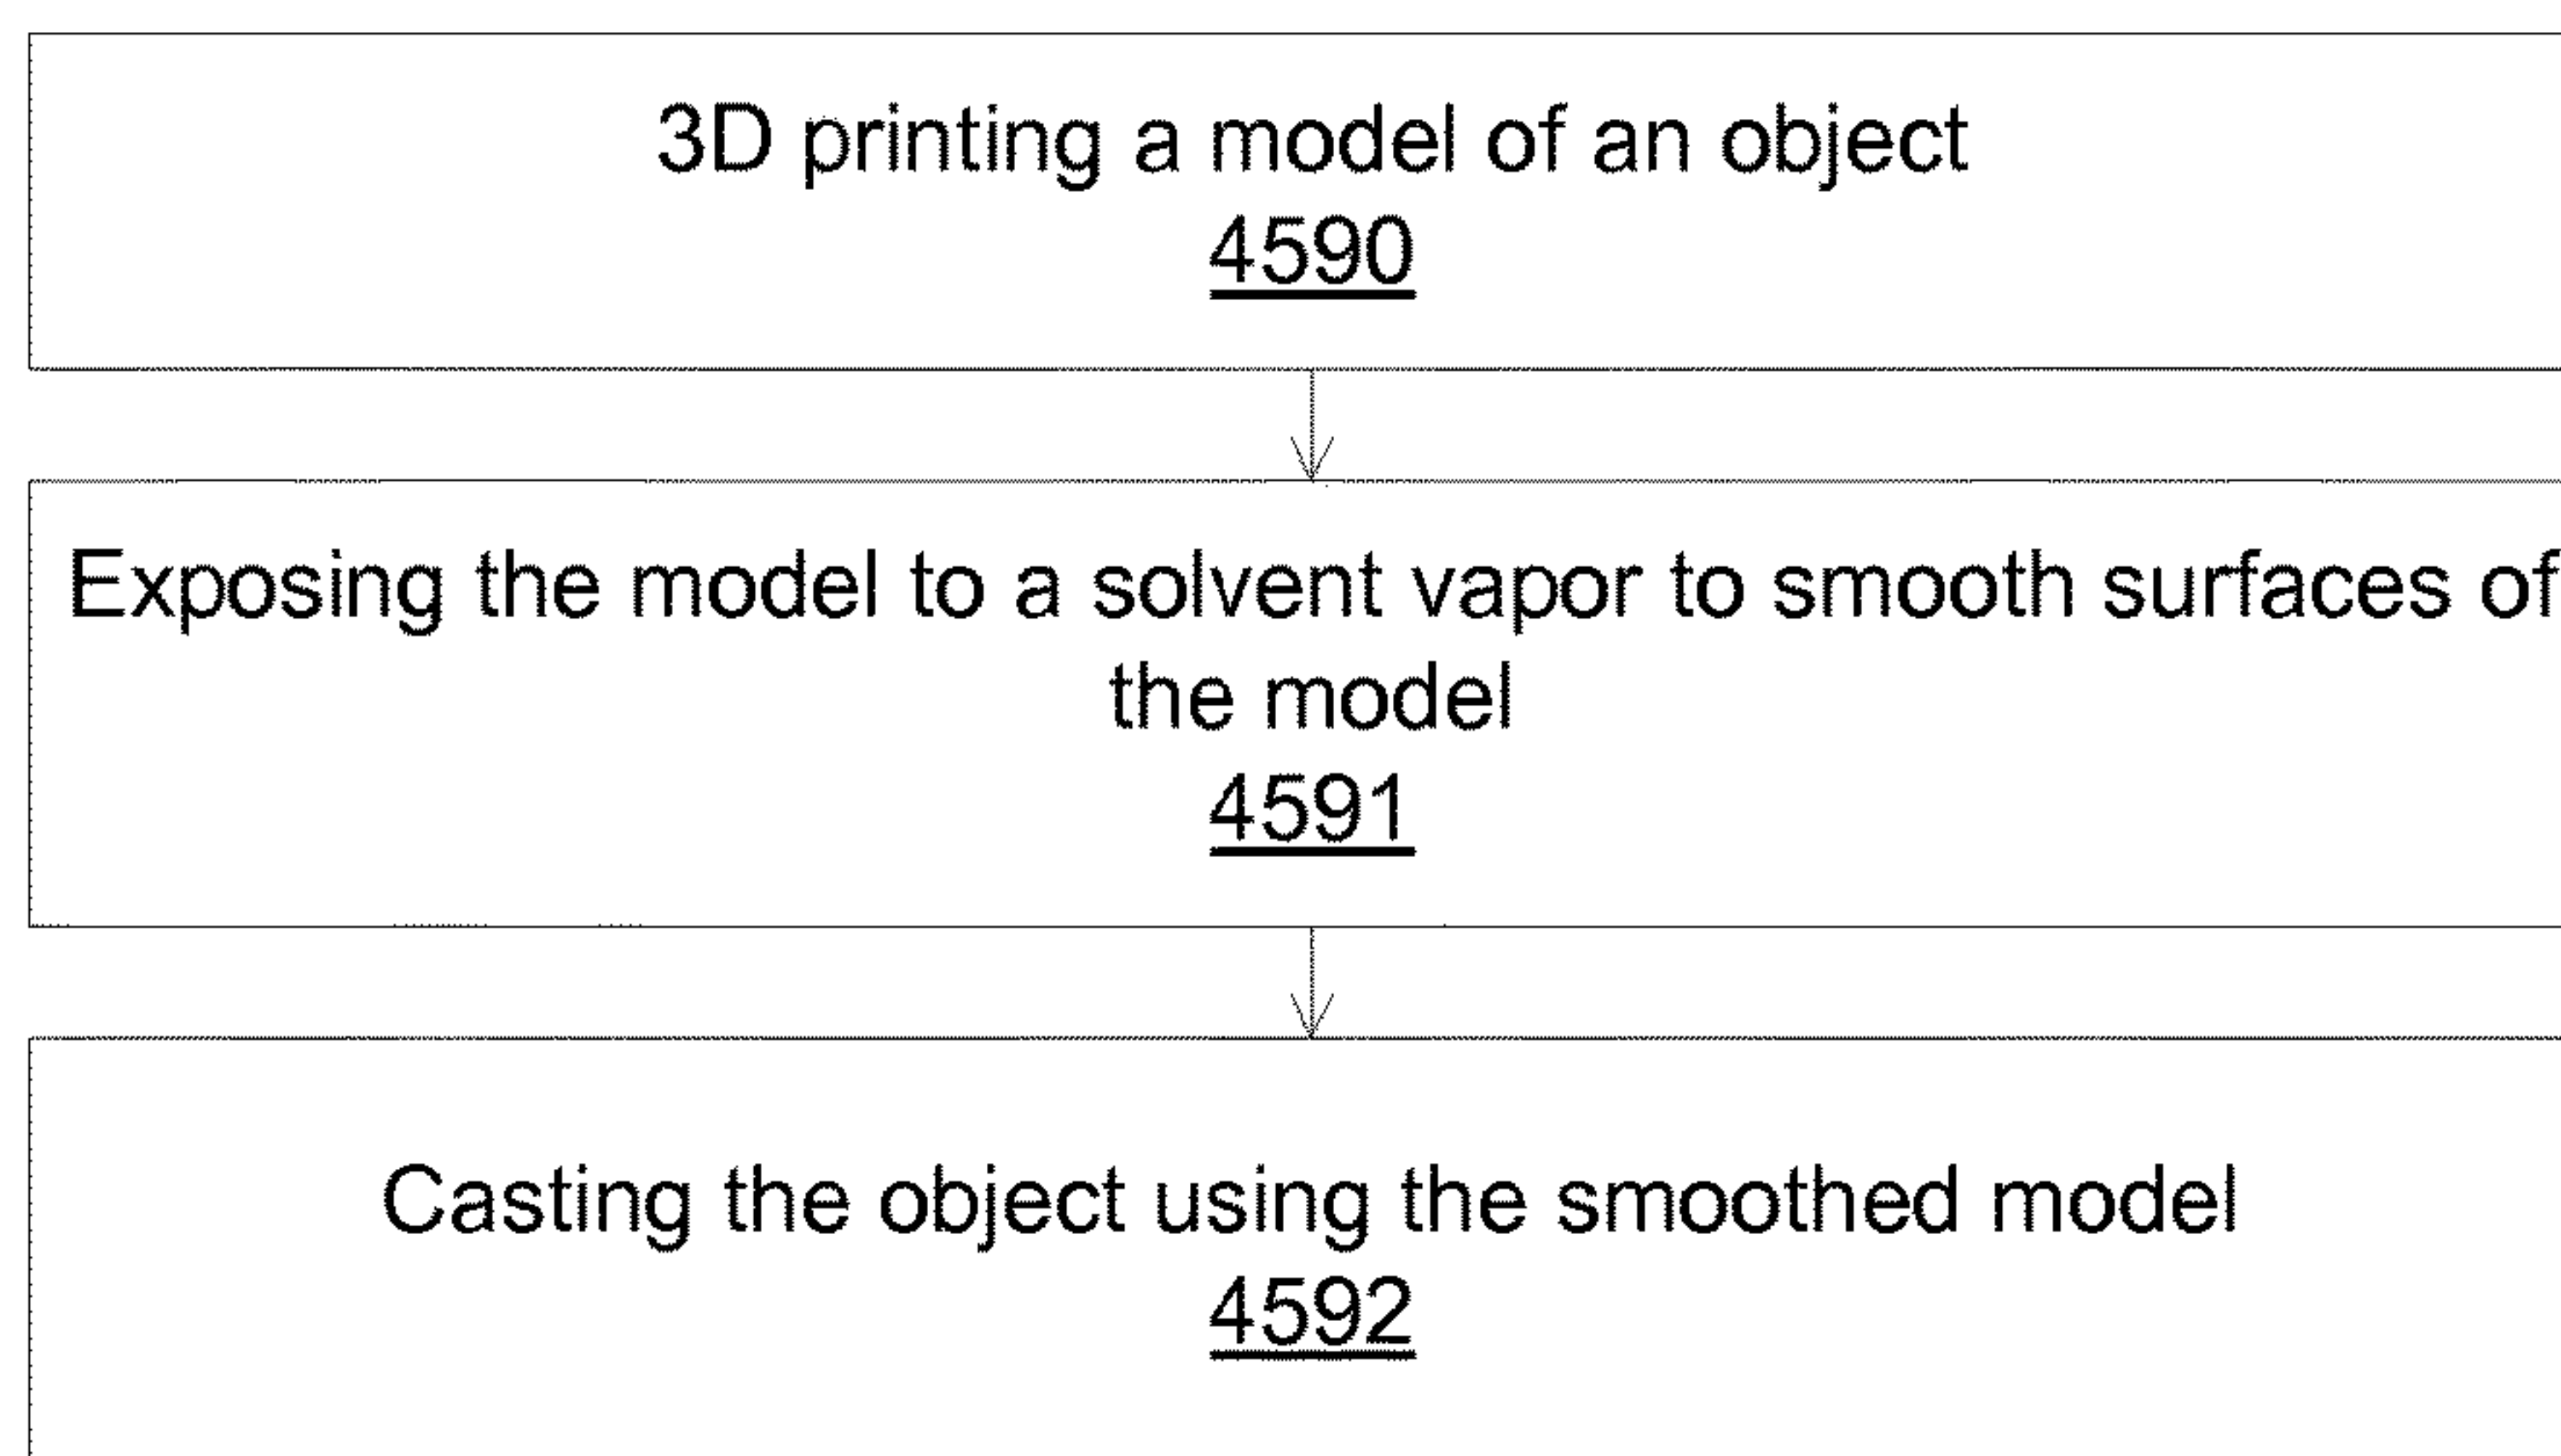 3D printing a model of an object
4590
Exposing the model to a solvent vapor to smooth surfaces of
the model
4591
Casting the object using the smoothed model
4592